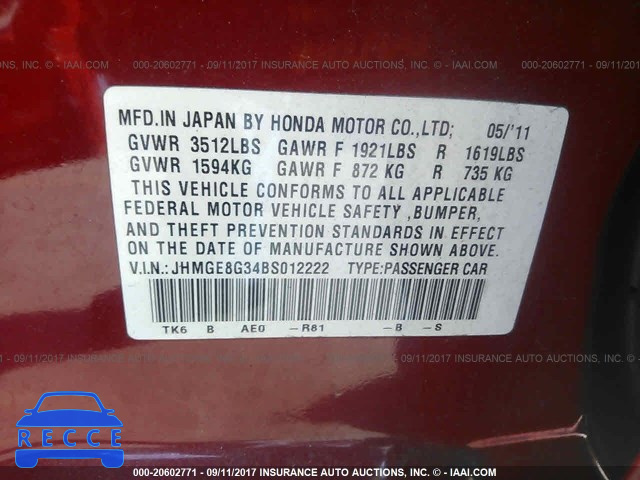 000-20602771 - 09/11/2017 INSURANCE AUTO AUCTIONS, INC. - © - IAAI.COM
MFD.IN JAPAN BY HONDA MOTOR CO.,LTD; 05/'11
GVWR 3512LBS GAWR F 1921LBS R 1619LBS
GVWR 1594KG GAWR F 872 KG R 735 KG
THIS VEHICLE CONFORMS TO ALL APPLICABLE
FEDERAL MOTOR VEHICLE SAFETY ,BUMPER,
AND THEFT PREVENTION STANDARDS IN EFFECT
ON THE DATE OF MANUFACTURE SHOWN ABOVE.
V.I.N.:JHMGE8G34BS012222 TYPE:PASSENGER CAR
TK6 B AE0 -R81 -B -S
RECCE
000-20602771 - 09/11/2017 INSURANCE AUTO AUCTIONS, INC. - © - IAAI.COM